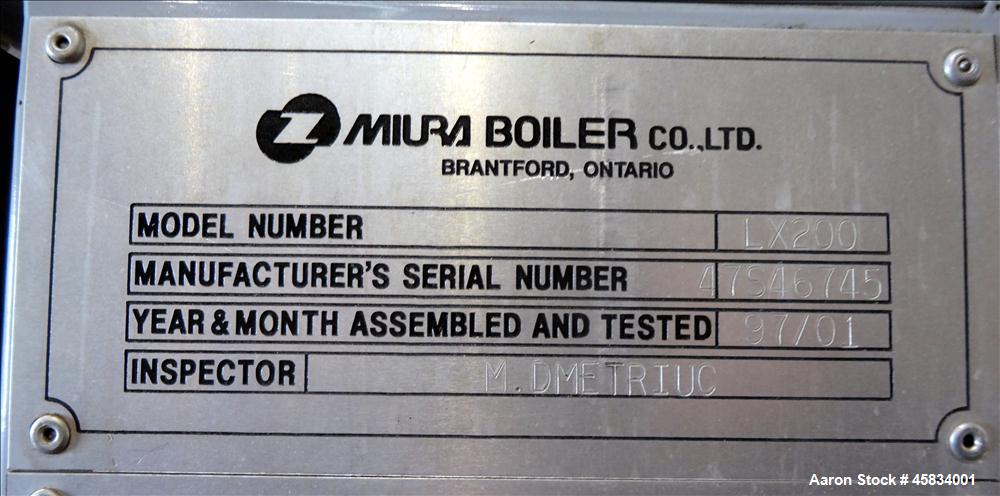 MIURA BOILER CO.,LTD.
BRANTFORD, ONTARIO
MODEL NUMBER LX200
MANUFACTURER'S SERIAL NUMBER 47S46745
YEAR & MONTH ASSEMBLED AND TESTED 97/01
INSPECTOR M.DMETRIUC
Aaron Stock # 45834001